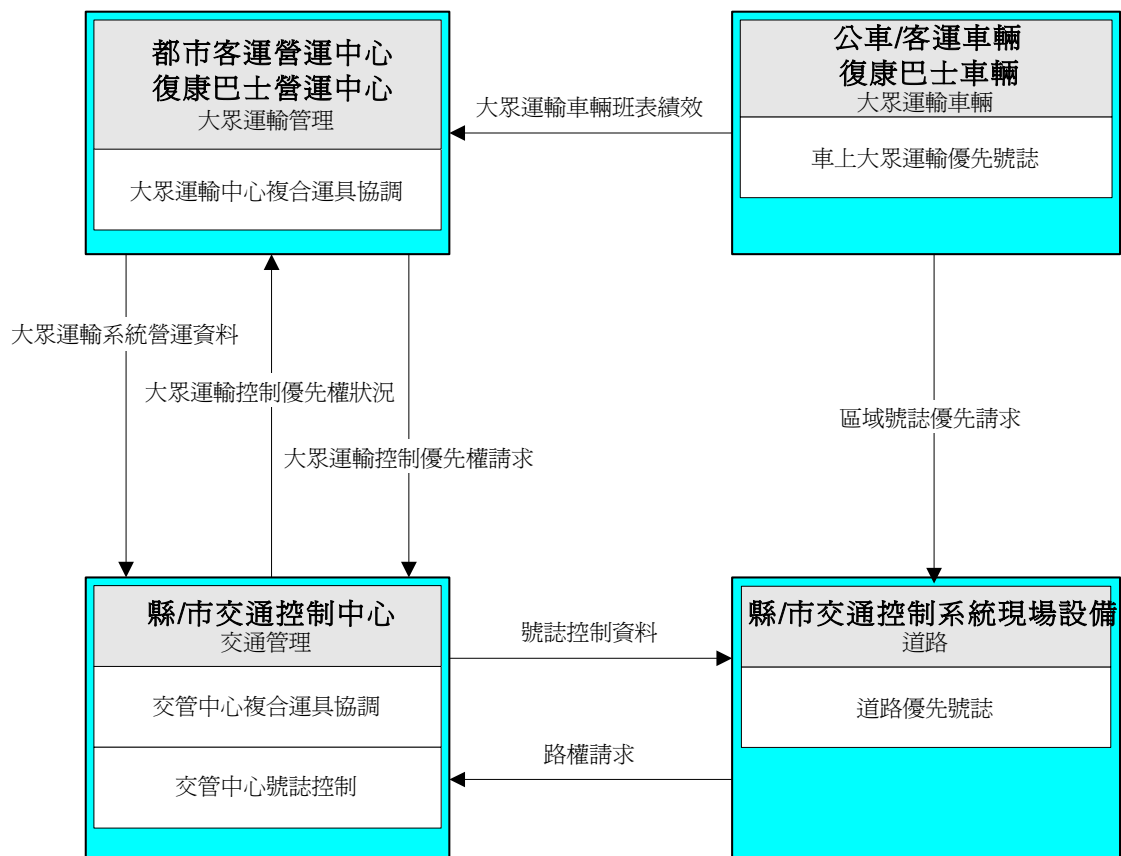 都市客運營運中心
復康巴士營運中心
大眾運輸管理
大眾運輸中心複合運具協調
大眾運輸車輛班表績效
公車/客運車輛
復康巴士車輛
大眾運輸車輛
車上大眾運輸優先號誌
大眾運輸系統營運資料
大眾運輸控制優先權狀況
大眾運輸控制優先權請求
區域號誌優先請求
縣/市交通控制中心
交通管理
交管中心複合運具協調
交管中心號誌控制
號誌控制資料
路權請求
縣/市交通控制系統現場設備
道路
道路優先號誌